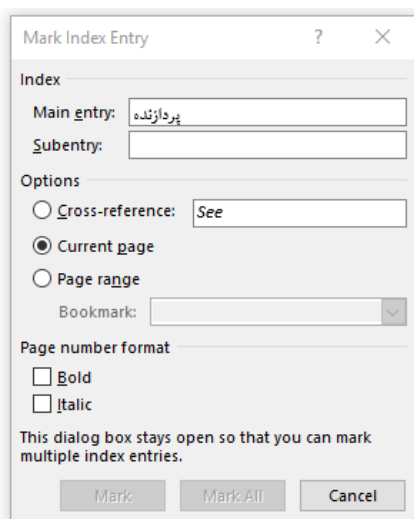 Mark Index Entry ? ×
Index
Main entry: پردازنده
Subentry:
Options
Cross-reference: See
Current page
Page range
Bookmark:
Page number format
Bold
Italic
This dialog box stays open so that you can mark
multiple index entries.
Mark Mark All Cancel